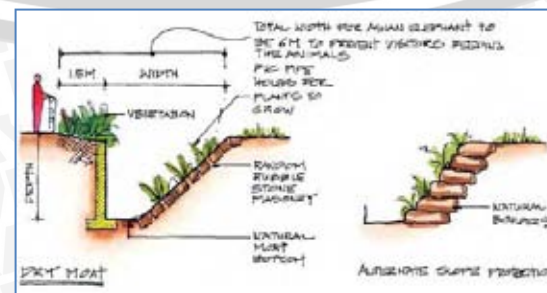 TOTAL WIDTH FOR ASIAN ELEPHANT TO
BE 6M TO PREVENT VISITORS FEEDING
THE ANIMALS
1.5M
WIDTH
PVC PIPE
HOLES FOR
PLANTS TO
GROW
VEGETATION
DEPTH
RANDOM
RUBBLE
STONE
MASONRY
NATURAL
MOAT
BOTTOM
DRY MOAT
NATURAL
ALTERNATE SLOPE PROTECTION